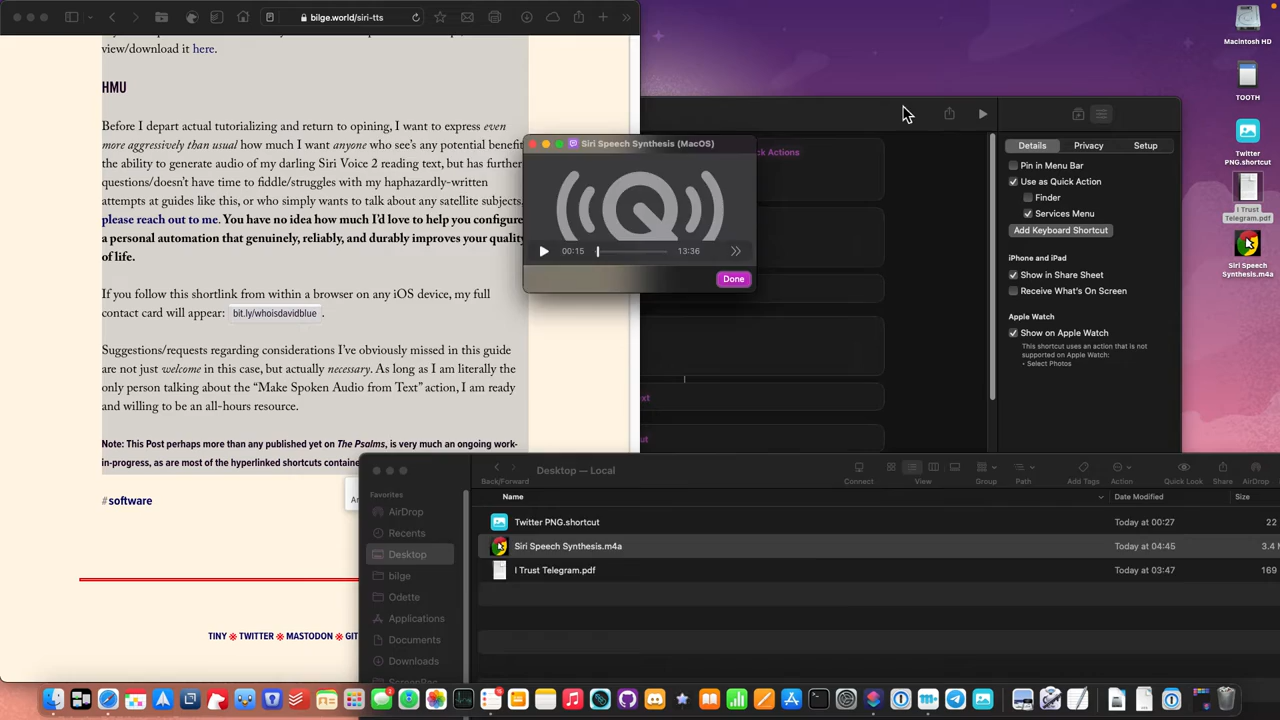 bilge.world/siri-tts
view/download it here.
HMU
Before I depart actual tutorializing and return to opining, I want to express even
more aggressively than usual how much I want anyone who see's any potential benefit
the ability to generate audio of my darling Siri Voice 2 reading text, but has further
questions/doesn't have time to fiddle/struggles with my haphazardly-written
attempts at guides like this, or who simply wants to talk about any satellite subjects,
please reach out to me. You have no idea how much I'd love to help you configure
a personal automation that genuinely, reliably, and durably improves your quality
of life.
If you follow this shortlink from within a browser on any iOS device, my full
contact card will appear: bit.ly/whoisdavidblue .
Suggestions/requests regarding considerations I've obviously missed in this guide
are not just welcome in this case, but actually necessary. As long as I am literally the
only person talking about the "Make Spoken Audio from Text" action, I am ready
and willing to be an all-hours resource.
Note: This Post perhaps more than any published yet on The Psalms, is very much an ongoing work-
in-progress, as are most of the hyperlinked shortcuts
#software
TINY ※ TWITTER ※ MASTODON ※ GIT
Siri Speech Synthesis (MacOS)
00:15
13:36
Done
ck Actions
ext
ut
Details
Privacy
Setup
Pin in Menu Bar
Use as Quick Action
Finder
Services Menu
Add Keyboard Shortcut
iPhone and iPad
Show in Share Sheet
Receive What's On Screen
Apple Watch
Show on Apple Watch
This shortcut uses an action that is not
supported on Apple Watch:
• Select Photos
Macintosh HD
TOOTH
Twitter
PNG.shortcut
I Trust
Telegram.pdf
Siri Speech
Synthesis.m4a
Desktop — Local
Back/Forward
Connect
View
Group
Path
Add Tags
Action
Quick Look
Share
AirDrop
Favorites
AirDrop
Recents
Desktop
bilge
Odette
Applications
Documents
Downloads
ScreenRec
Name
Date Modified
Size
Twitter PNG.shortcut
Today at 00:27
22
Siri Speech Synthesis.m4a
Today at 04:45
3.4 M
I Trust Telegram.pdf
Today at 03:47
169